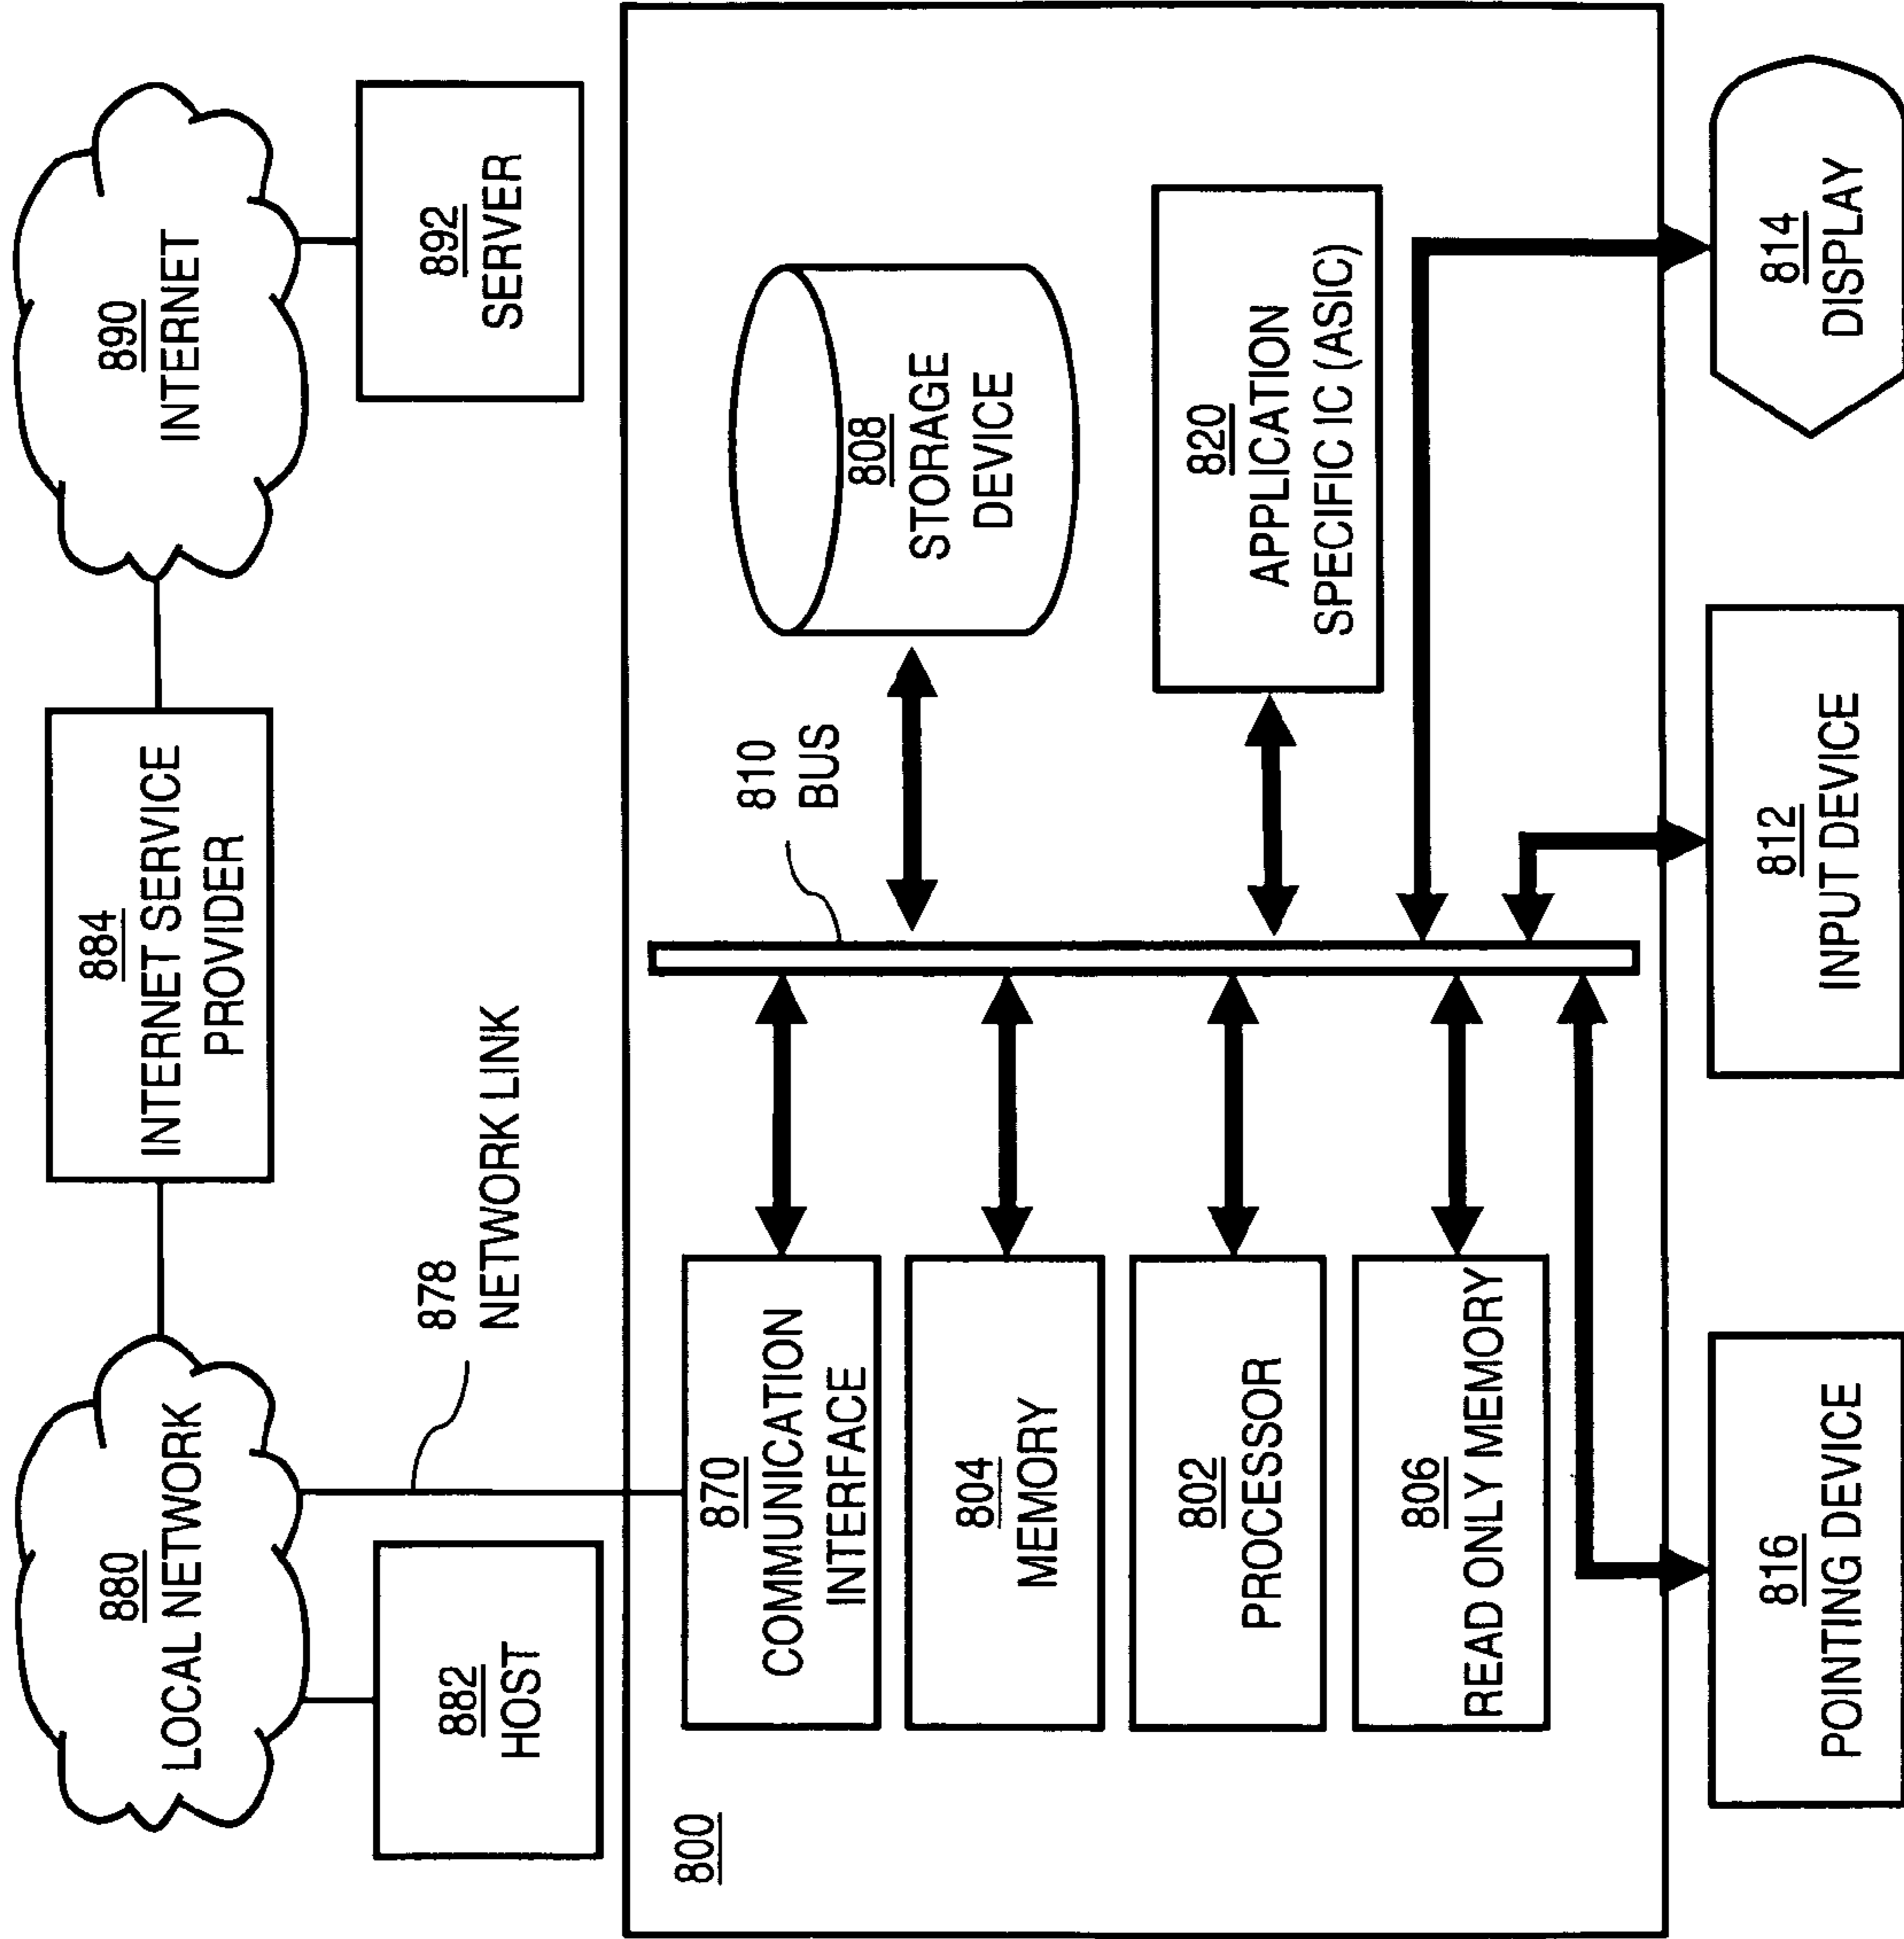 880
LOCAL NETWORK
884
INTERNET SERVICE
PROVIDER
890
INTERNET
882
HOST
878
NETWORK LINK
892
SERVER
800
870
COMMUNICATION
INTERFACE
810
BUS
808
STORAGE
DEVICE
804
MEMORY
802
PROCESSOR
820
APPLICATION
SPECIFIC IC (ASIC)
806
READ ONLY MEMORY
816
POINTING DEVICE
812
INPUT DEVICE
814
DISPLAY